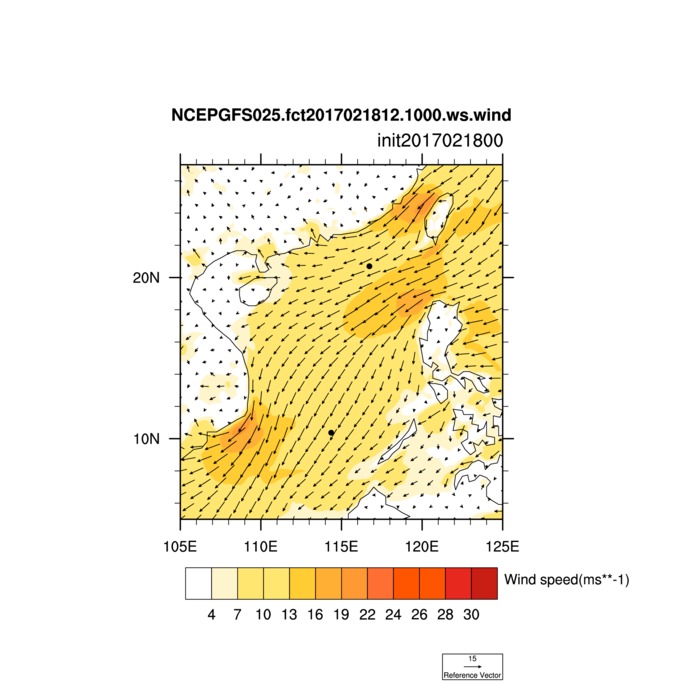 NCEPGFS025.fct2017021812.1000.ws.wind
init2017021800
20N
10N
105E 110E 115E 120E 125E
4 7 10 13 16 19 22 24 26 28 30
Wind speed(ms**-1)
15
Reference Vector